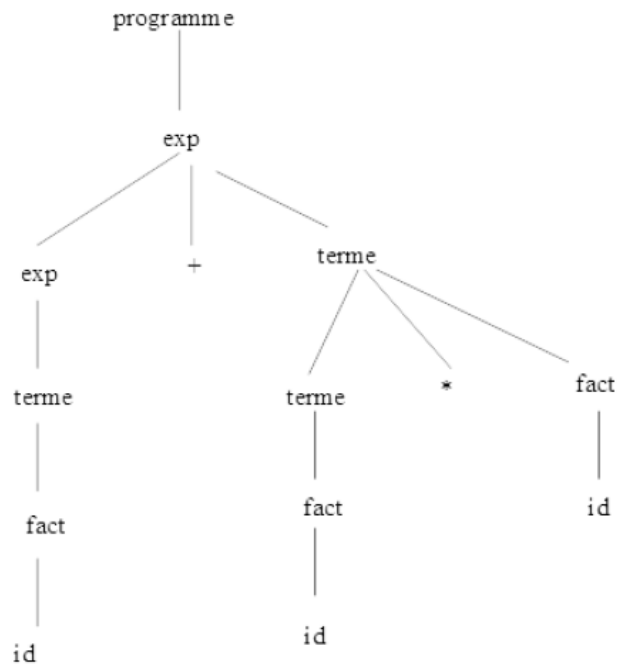 programme
exp
exp + terme
terme terme * fact
fact fact id
id id